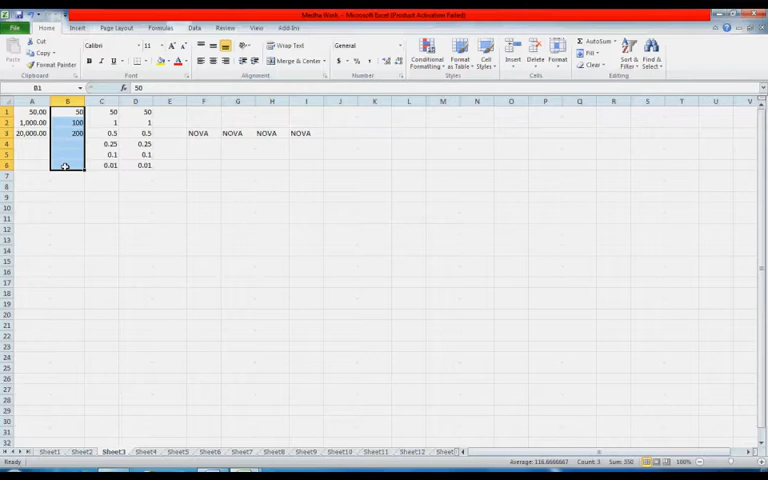 Medha Work - Microsoft Excel (Product Activation Failed)
File Home Insert Page Layout Formulas Data Review View Add-Ins
Cut
Copy
Format Painter
Paste
Calibri 11
B I U
Wrap Text
Merge & Center
General
$ % ,
Conditional Formatting
Format as Table
Cell Styles
Insert Delete Format
AutoSum
Fill
Clear
Sort & Filter
Find & Select
Clipboard Font Alignment Number Styles Cells Editing
B1 fx 50
A B C D E F G H I J K L M N O P Q R S T U V
1 50.00 50 50 50
2 1,000.00 100 1 1
3 20,000.00 200 0.5 0.5 NOVA NOVA NOVA NOVA
4 0.25 0.25
5 0.1 0.1
6 0.01 0.01
7
8
9
10
11
12
13
14
15
16
17
18
19
20
21
22
23
24
25
26
27
28
29
30
31
32
Sheet1 Sheet2 Sheet3 Sheet4 Sheet5 Sheet6 Sheet7 Sheet8 Sheet9 Sheet10 Sheet11 Sheet12 Sheet
Ready Average: 116.6666667 Count: 3 Sum: 350 100%